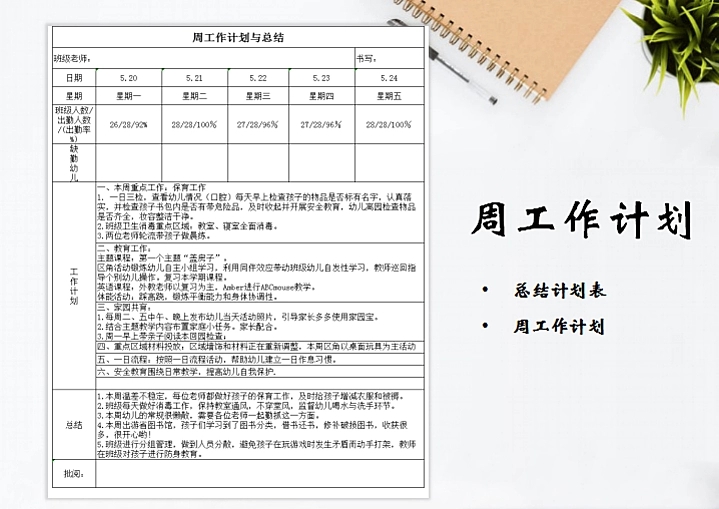 周工作计划与总结
班级老师： 书写：
日期 5.20 5.21 5.22 5.23 5.24
星期 星期一 星期二 星期三 星期四 星期五
班级人数/
出勤人数
/(出勤率
%) 26/28/92% 28/28/100% 27/28/96% 27/28/96% 28/28/100%
缺
勤
幼
儿
工作计划
一、本周重点工作：保育工作
1. 一日三检，查看幼儿情况（口腔）每天早上检查孩子的物品是否标有名字，认真落
实，并检查孩子书包内是否有带危险品，及时收起并开展安全教育，幼儿离园检查物品
是否齐全，妆容整洁干净。
2.班级卫生消毒重点区域：教室、寝室全面消毒。
3.两位老师轮流带孩子做晨练。
二、教育工作：
主题课程：第一个主题“盖房子”。
区角活动锻炼幼儿自主小组学习，利用同伴效应带动班级幼儿自发性学习，教师巡回指
导个别幼儿操作，复习本学期课程。
英语课程：外教老师以复习为主，Amber进行ABCmouse教学。
体能活动：踩高跷，锻炼平衡能力和身体协调性。
三、家园共育：
1.每周二、五中午、晚上发布幼儿当天活动照片，引导家长多多使用家园宝。
2.结合主题教学内容布置家庭小任务。家长配合。
3.周一早上带亲子阅读本回园检查；
四、重点区域材料投放：区域墙饰和材料正在重新调整，本周区角以桌面玩具为主活动
五、一日流程：按照一日流程活动，帮助幼儿建立一日作息习惯。
六、安全教育围绕日常教学，提高幼儿自我保护.
总结
1.本周温差不稳定，每位老师都做好孩子的保育工作，及时给孩子增减衣服和被褥。
2.班级每天做好消毒工作，保持教室通风，不穿堂风，监督幼儿喝水与洗手环节。
3.本周幼儿的常规很懒散，需要各位老师一起勤抓这一方面。
4.本周出游省图书馆，孩子们学习到了图书分类，借书还书，修补破损图书，收获很
多，很开心哟！
5.班级进行分组管理，做到人员分散，避免孩子在玩游戏时发生矛盾而动手打架，教师
在班级对孩子进行防身教育。
批阅：
周工作计划
• 总结计划表
• 周工作计划